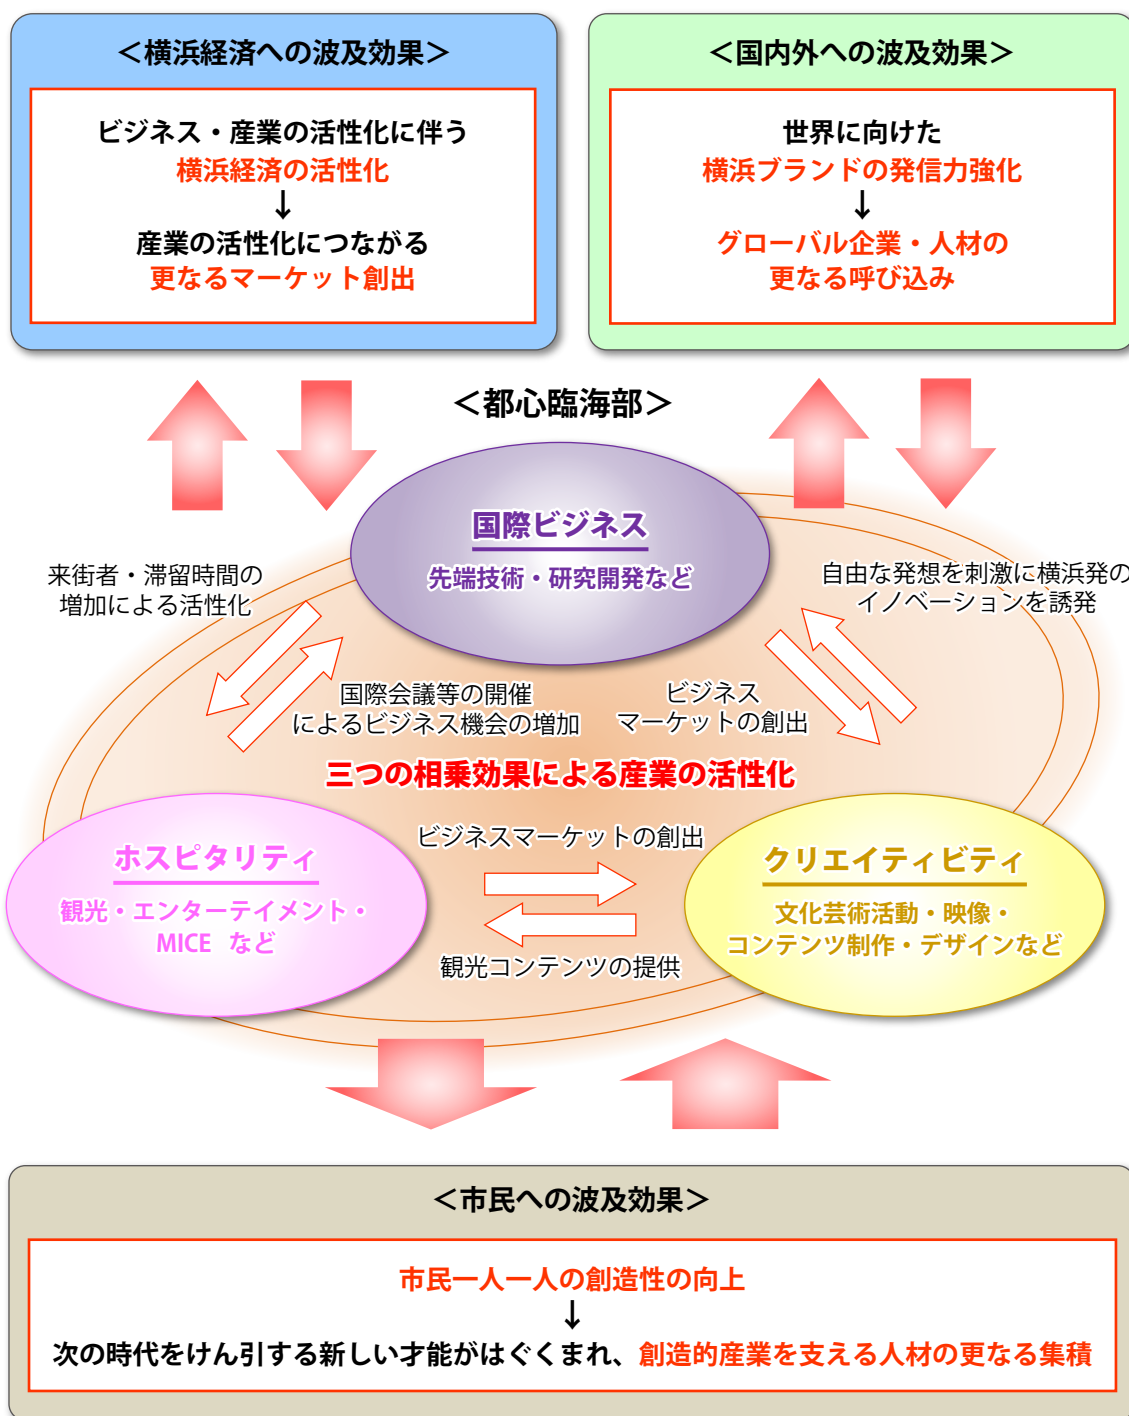 ＜横浜経済への波及効果＞
ビジネス・産業の活性化に伴う
横浜経済の活性化
↓
産業の活性化につながる
更なるマーケット創出
＜国内外への波及効果＞
世界に向けた
横浜ブランドの発信力強化
↓
グローバル企業・人材の
更なる呼び込み
＜都心臨海部＞
国際ビジネス
先端技術・研究開発など
来街者・滞留時間の
増加による活性化
自由な発想を刺激に横浜発の
イノベーションを誘発
国際会議等の開催
によるビジネス機会の増加
ビジネス
マーケットの創出
三つの相乗効果による産業の活性化
ホスピタリティ
観光・エンターテイメント・
MICE など
ビジネスマーケットの創出
観光コンテンツの提供
クリエイティビティ
文化芸術活動・映像・
コンテンツ制作・デザインなど
＜市民への波及効果＞
市民一人一人の創造性の向上
↓
次の時代をけん引する新しい才能がはぐくまれ、創造的産業を支える人材の更なる集積